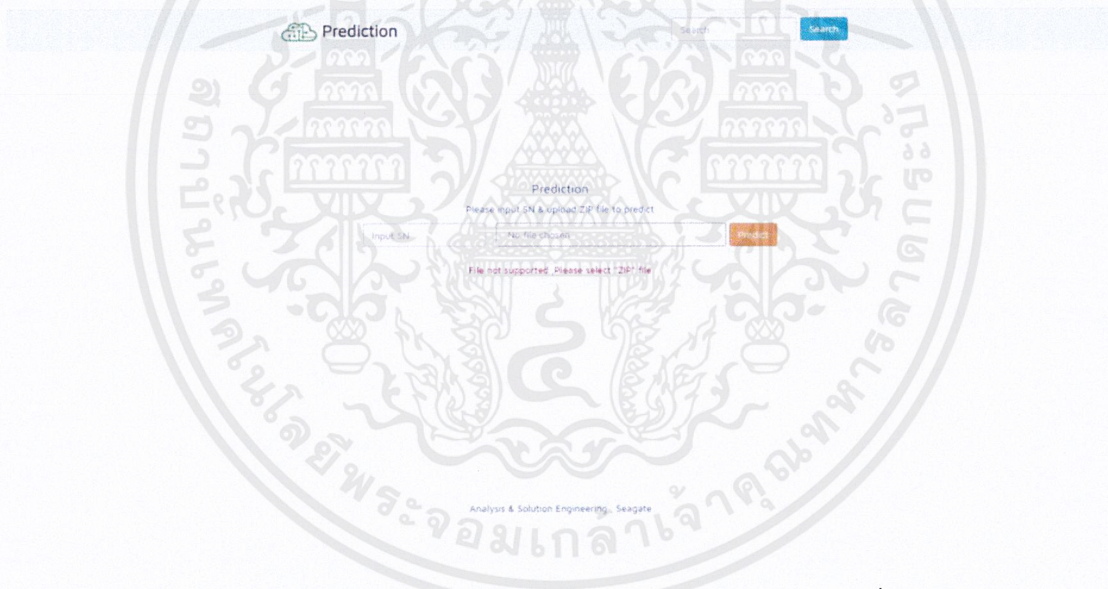 Prediction
Search Search
Prediction
Please input SN & upload ZIP file to predict
Input SN... No file chosen Predict
File not supported. Please select "ZIP" file
Analysis & Solution Engineering., Seagate
สถาบันเทคโนโลยีพระจอมเกล้าเจ้าคุณทหารลาดกระบัง